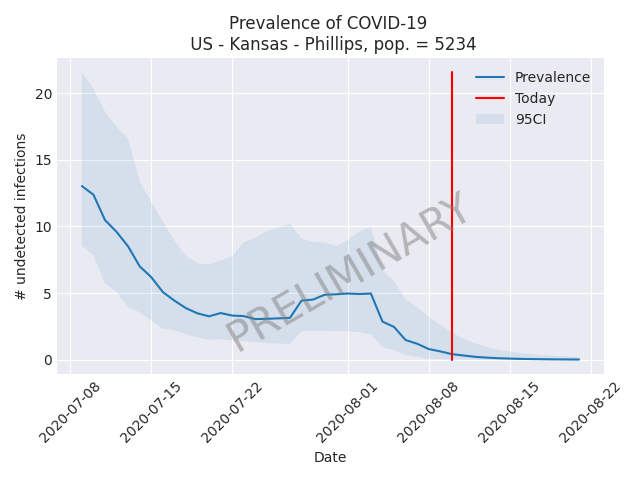 Prevalence of COVID-19
US - Kansas - Phillips, pop. = 5234
# undetected infections
20
15
10
5
0
Prevalence
Today
95CI
PRELIMINARY
2020-07-08
2020-07-15
2020-07-22
2020-08-01
2020-08-08
2020-08-15
2020-08-22
Date